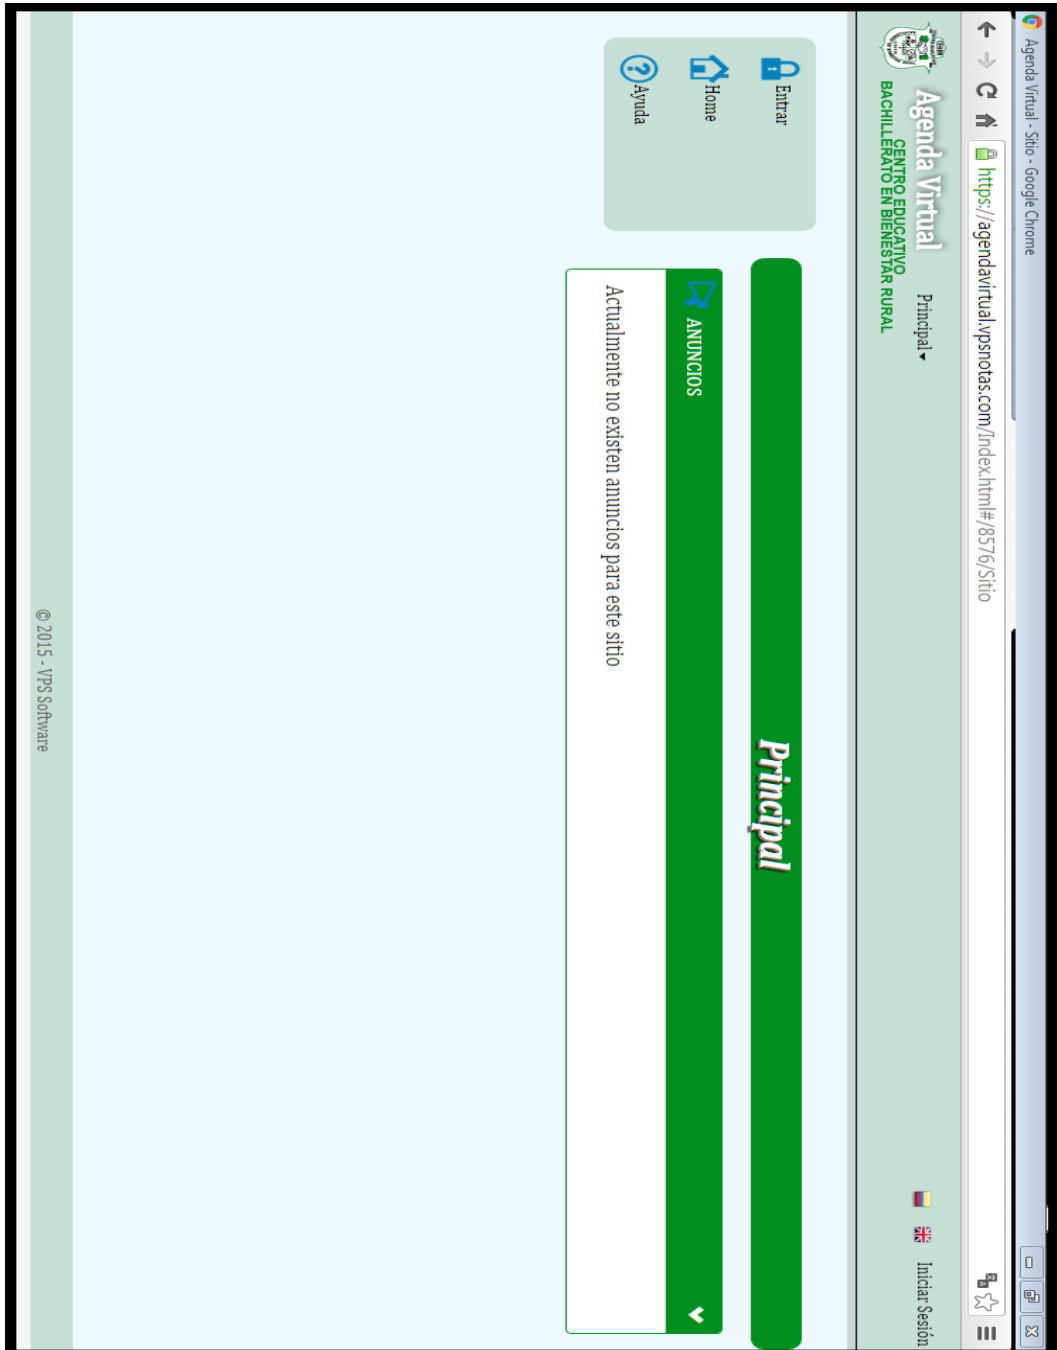 Agenda Virtual - Sitio - Google Chrome
https://agendavirtual.vpsnotas.com/Index.html#/8576/Sitio
Agenda Virtual
Principal
Iniciar Sesión
CENTRO EDUCATIVO
BACHILLERATO EN BIENESTAR RURAL
Entrar
Home
Ayuda
Principal
ANUNCIOS
Actualmente no existen anuncios para este sitio
© 2015 - VPS Software